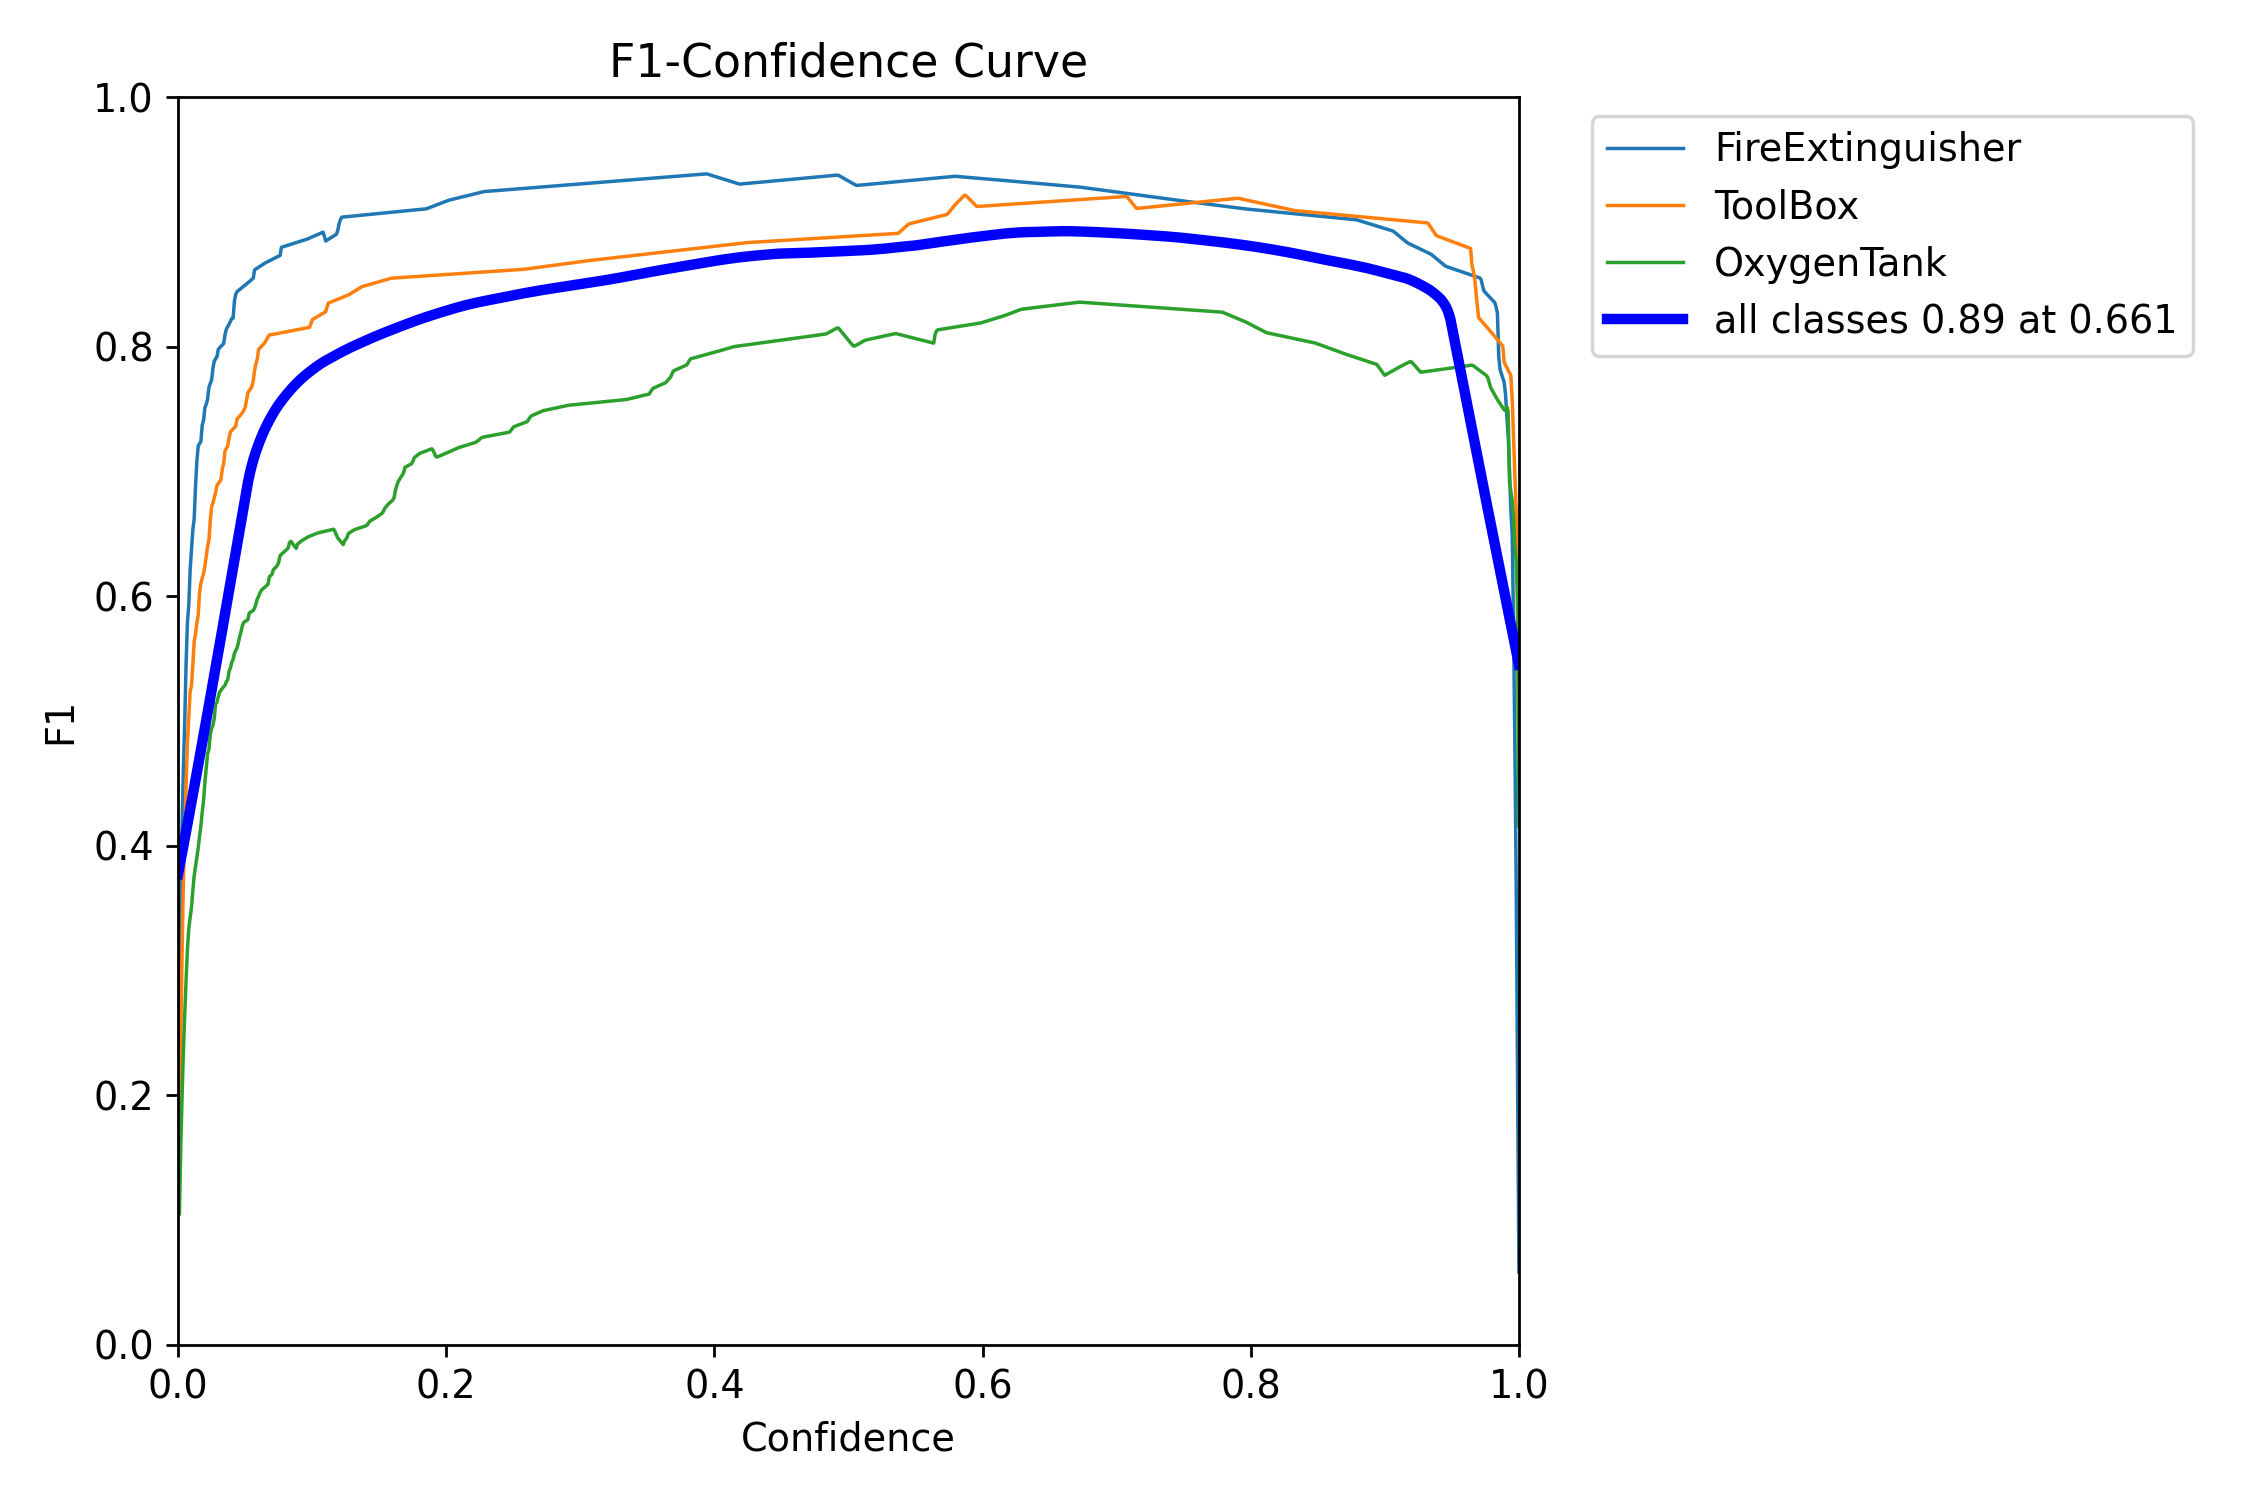 F1-Confidence Curve
1.0
0.8
0.6
0.4
0.2
0.0
F1
0.0 0.2 0.4 0.6 0.8 1.0
Confidence
FireExtinguisher
ToolBox
OxygenTank
all classes 0.89 at 0.661